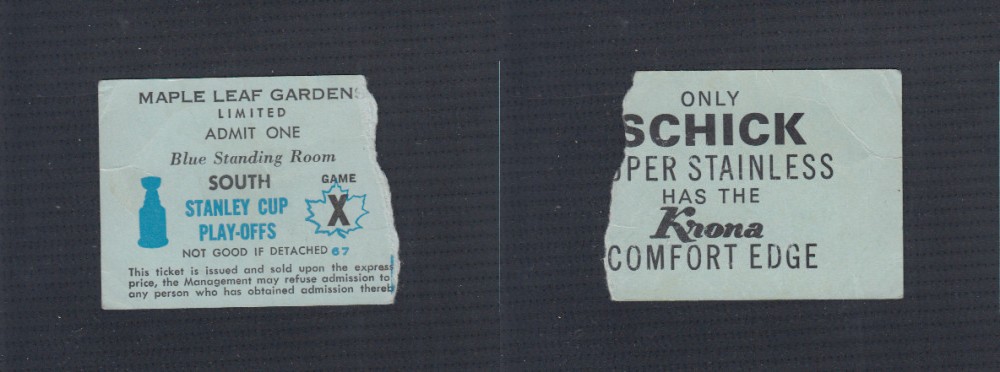 MAPLE LEAF GARDENS
LIMITED
ADMIT ONE
Blue Standing Room
SOUTH
GAME
X
STANLEY CUP
PLAY-OFFS
NOT GOOD IF DETACHED 67
This ticket is issued and sold upon the express
price, the Management may refuse admission to
any person who has obtained admission thereb
ONLY
SCHICK
UPER STAINLESS
HAS THE
Krona
COMFORT EDGE